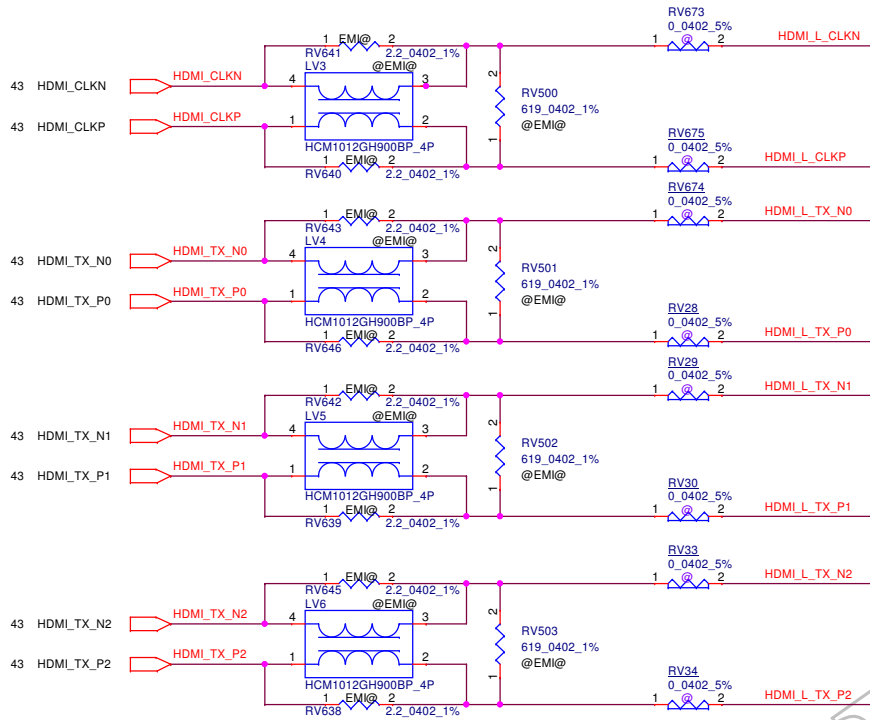 RV673
0_0402_5%
1 EMI@ 2
1 @ 2
HDMI_L_CLKN
RV641 2.2_0402_1%
LV3 @EMI@
43 HDMI_CLKN
HDMI_CLKN
4 3
2
RV500
619_0402_1%
@EMI@
1
43 HDMI_CLKP
HDMI_CLKP
1 2
HCM1012GH900BP_4P
RV675
0_0402_5%
1 EMI@ 2
1 @ 2
HDMI_L_CLKP
RV640 2.2_0402_1%
RV674
0_0402_5%
1 EMI@ 2
1 @ 2
HDMI_L_TX_N0
RV643 2.2_0402_1%
LV4 @EMI@
43 HDMI_TX_N0
HDMI_TX_N0
4 3
2
RV501
619_0402_1%
@EMI@
1
43 HDMI_TX_P0
HDMI_TX_P0
1 2
HCM1012GH900BP_4P
RV28
0_0402_5%
1 EMI@ 2
1 @ 2
HDMI_L_TX_P0
RV646 2.2_0402_1%
RV29
0_0402_5%
1 EMI@ 2
1 @ 2
HDMI_L_TX_N1
RV642 2.2_0402_1%
LV5 @EMI@
43 HDMI_TX_N1
HDMI_TX_N1
4 3
2
RV502
619_0402_1%
@EMI@
1
43 HDMI_TX_P1
HDMI_TX_P1
1 2
HCM1012GH900BP_4P
RV30
0_0402_5%
1 EMI@ 2
1 @ 2
HDMI_L_TX_P1
RV639 2.2_0402_1%
RV33
0_0402_5%
1 EMI@ 2
1 @ 2
HDMI_L_TX_N2
RV645 2.2_0402_1%
LV6 @EMI@
43 HDMI_TX_N2
HDMI_TX_N2
4 3
2
RV503
619_0402_1%
@EMI@
1
43 HDMI_TX_P2
HDMI_TX_P2
1 2
HCM1012GH900BP_4P
RV34
0_0402_5%
1 EMI@ 2
1 @ 2
HDMI_L_TX_P2
RV638 2.2_0402_1%